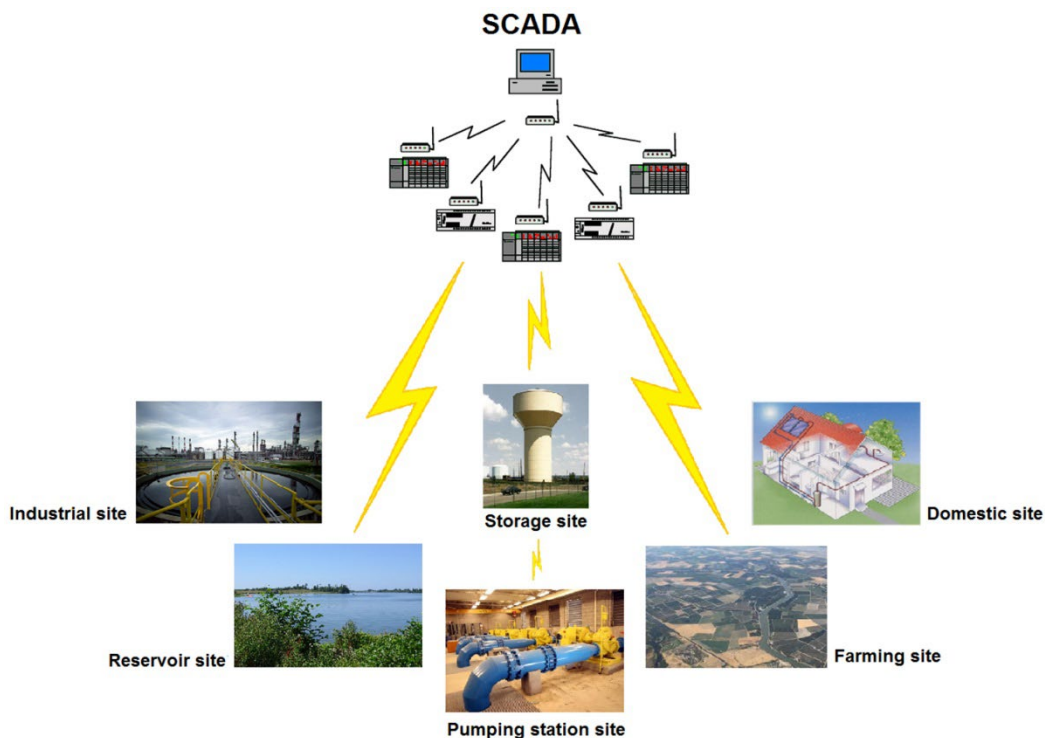 SCADA
Industrial site
Storage site
Domestic site
Reservoir site
Farming site
Pumping station site